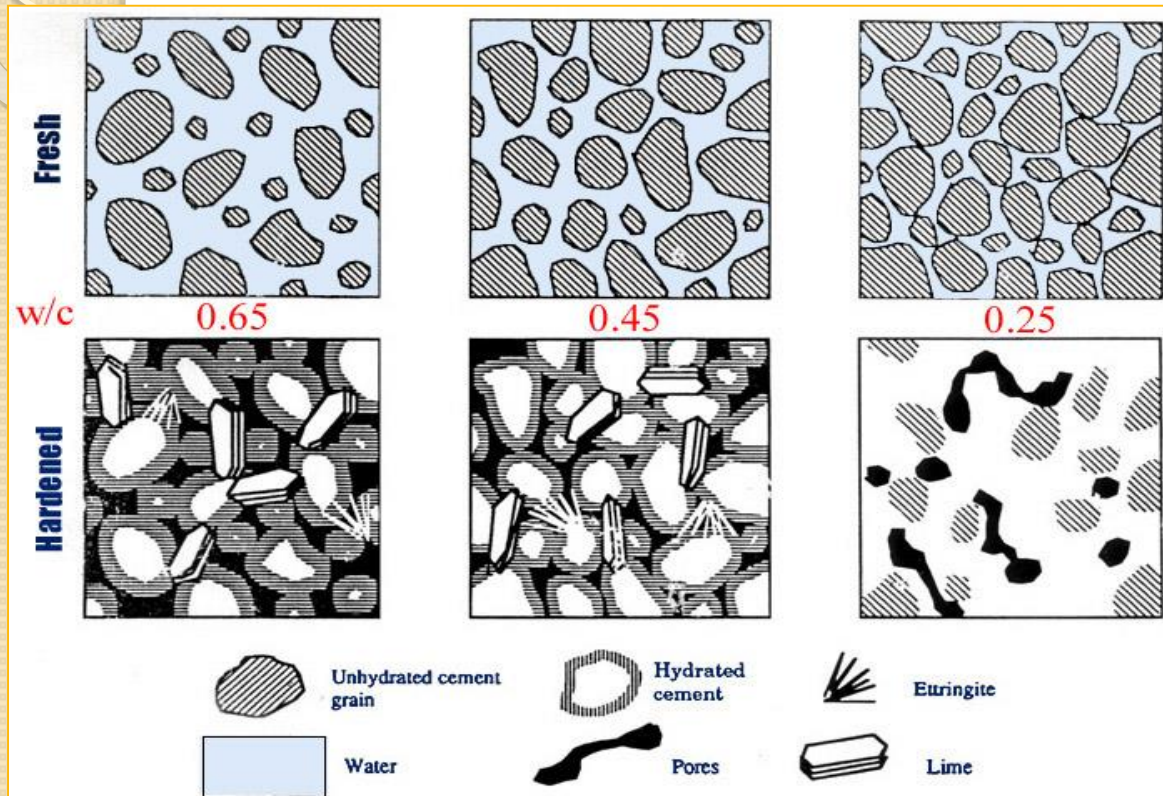 Fresh
w/c 0.65 0.45 0.25
Hardened
Unhydrated cement
grain
Hydrated
cement
Ettringite
Water
Pores
Lime